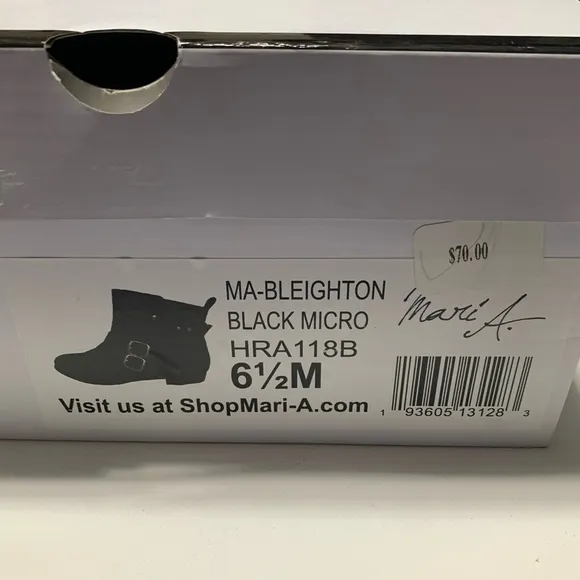 $70.00
MA-BLEIGHTON
BLACK MICRO
HRA118B
6½M
Mari A.
Visit us at ShopMari-A.com
1 93605 13128 3